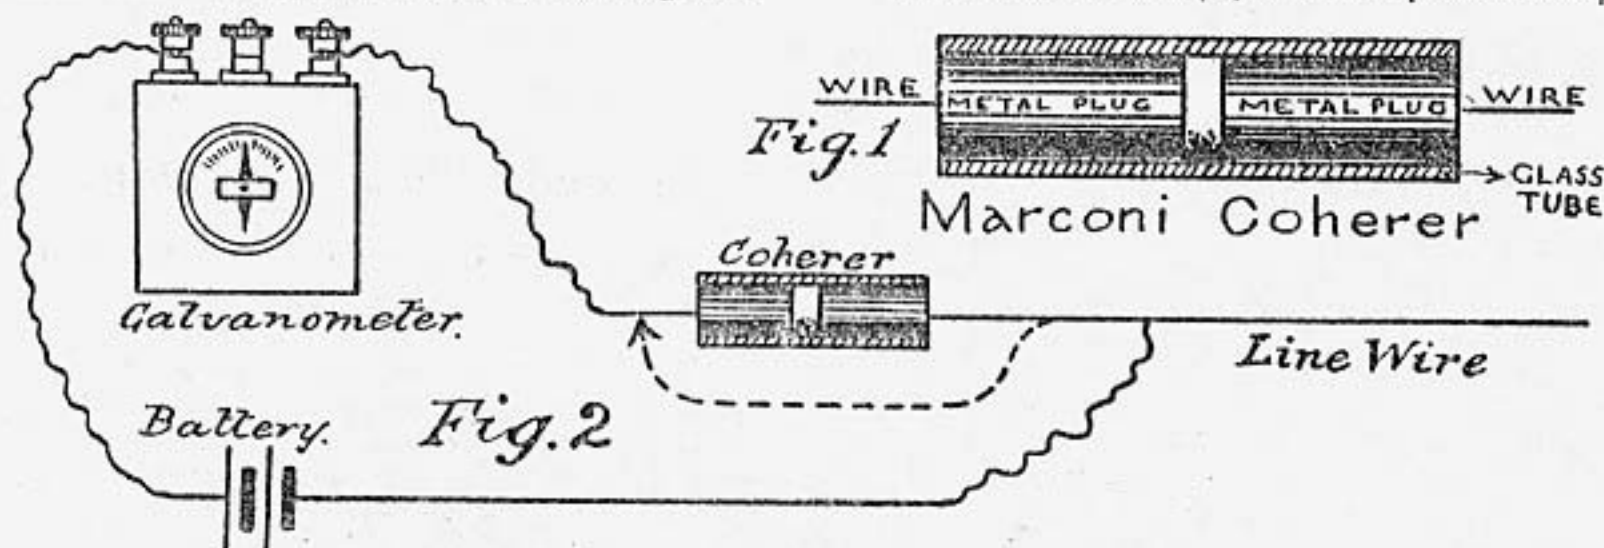 WIRE
METAL PLUG
METAL PLUG
WIRE
Fig.1
GLASS
TUBE
Marconi Coherer
Coherer
Galvanometer.
Line Wire
Battery.
Fig.2